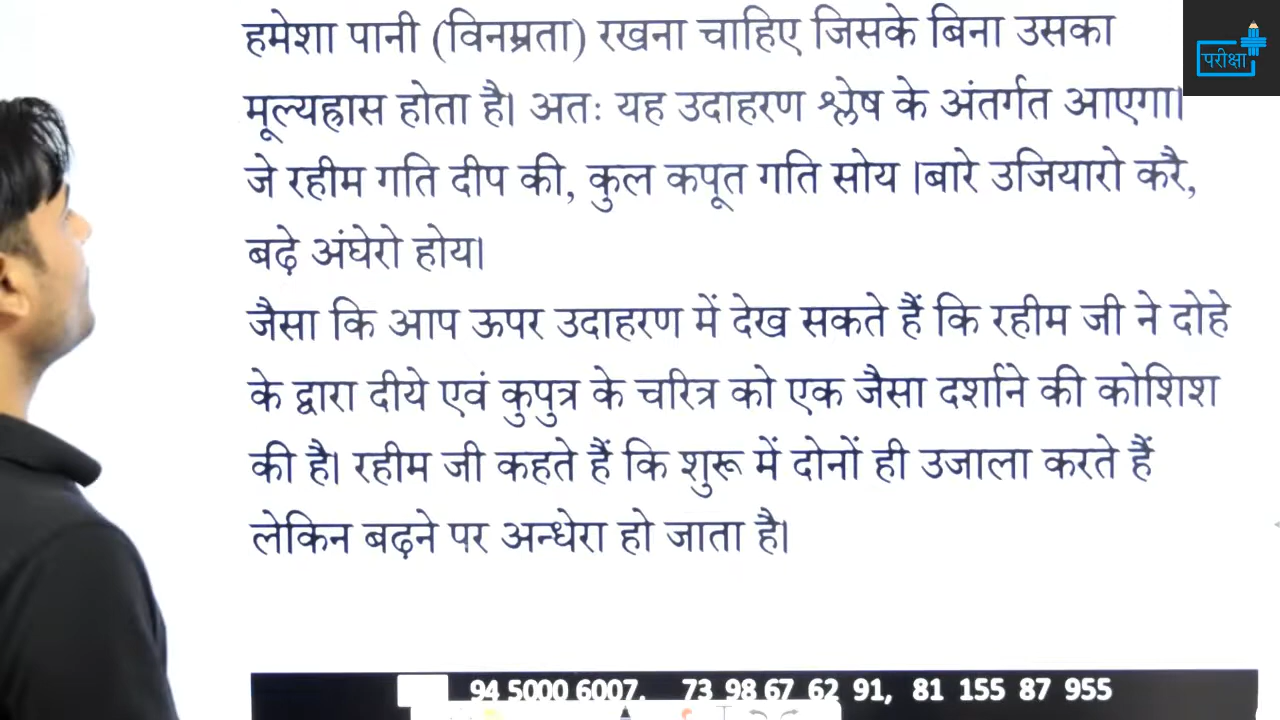 हमेशा पानी (विनम्रता) रखना चाहिए जिसके बिना उसका
परीक्षा
मूल्यह्रास होता है। अतः यह उदाहरण श्लेष के अंतर्गत आएगा।
जे रहीम गति दीप की, कुल कपूत गति सोय ।बारे उजियारो करै,
बढ़े अंघेरो होय।
जैसा कि आप ऊपर उदाहरण में देख सकते हैं कि रहीम जी ने दोहे
के द्वारा दीये एवं कुपुत्र के चरित्र को एक जैसा दर्शाने की कोशिश
की है। रहीम जी कहते हैं कि शुरू में दोनों ही उजाला करते हैं
लेकिन बढ़ने पर अन्धेरा हो जाता है।
94 5000 6007, 73 98 67 62 91, 81 155 87 955